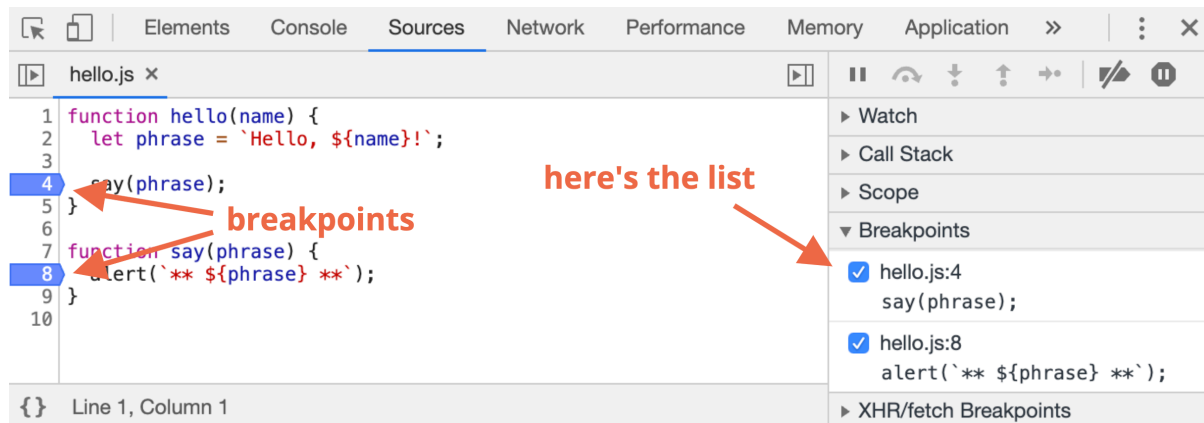 Elements Console Sources Network Performance Memory Application »
hello.js ×
1 function hello(name) {
2 let phrase = `Hello, ${name}!`;
3
4 say(phrase);
5 }
6
7 function say(phrase) {
8 alert(`** ${phrase} **`);
9 }
10
breakpoints
here's the list
{} Line 1, Column 1
Watch
Call Stack
Scope
Breakpoints
hello.js:4
say(phrase);
hello.js:8
alert(`** ${phrase} **`);
XHR/fetch Breakpoints